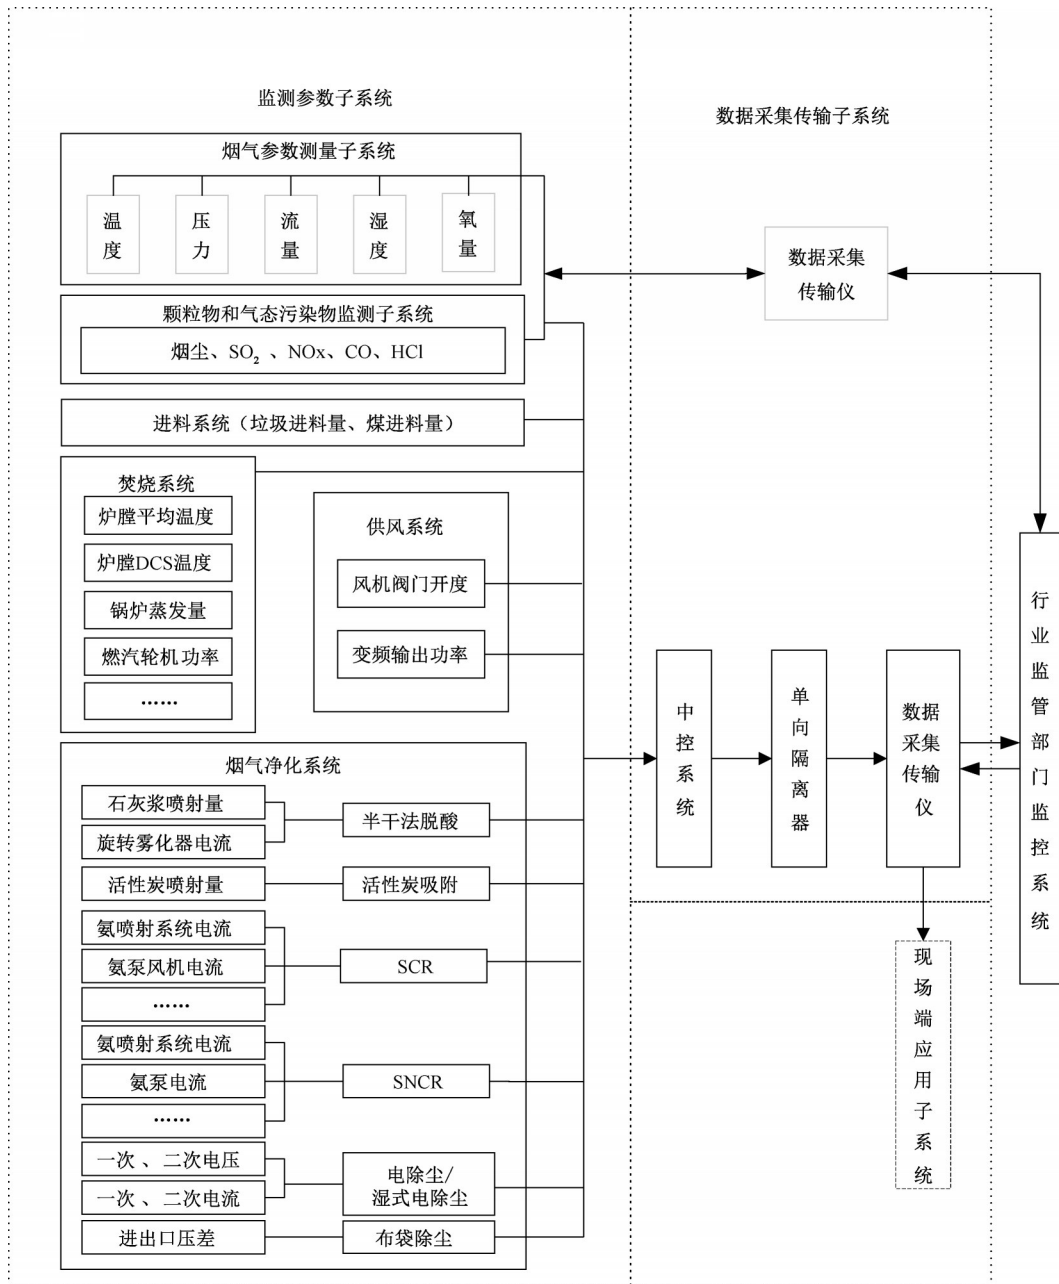 监测参数子系统
数据采集传输子系统
烟气参数测量子系统
温度
压力
流量
湿度
氧量
数据采集
传输仪
颗粒物和气态污染物监测子系统
烟尘、SO₂ 、NOx、CO、HCl
进料系统（垃圾进料量、煤进料量）
焚烧系统
炉膛平均温度
炉膛DCS温度
锅炉蒸发量
燃汽轮机功率
……
供风系统
风机阀门开度
变频输出功率
中控系统
单向隔离器
数据
采集
传输
仪
行业监管部门监控系统
烟气净化系统
石灰浆喷射量
旋转雾化器电流
半干法脱酸
活性炭喷射量
活性炭吸附
氨喷射系统电流
氨泵风机电流
……
SCR
氨喷射系统电流
氨泵电流
……
SNCR
一次 、二次电压
一次 、二次电流
电除尘/
湿式电除尘
进出口压差
布袋除尘
现场端应用子系统